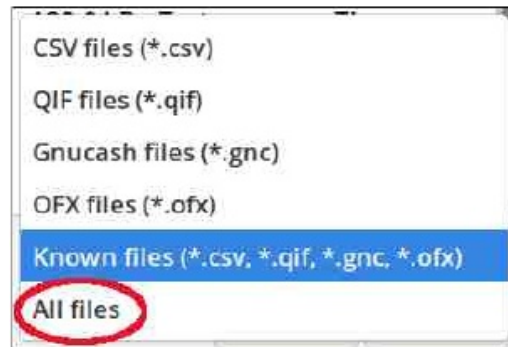 CSV files (*.csv)
QIF files (*.qif)
Gnucash files (*.gnc)
OFX files (*.ofx)
Known files (*.csv, *.qif, *.gnc, *.ofx)
All files